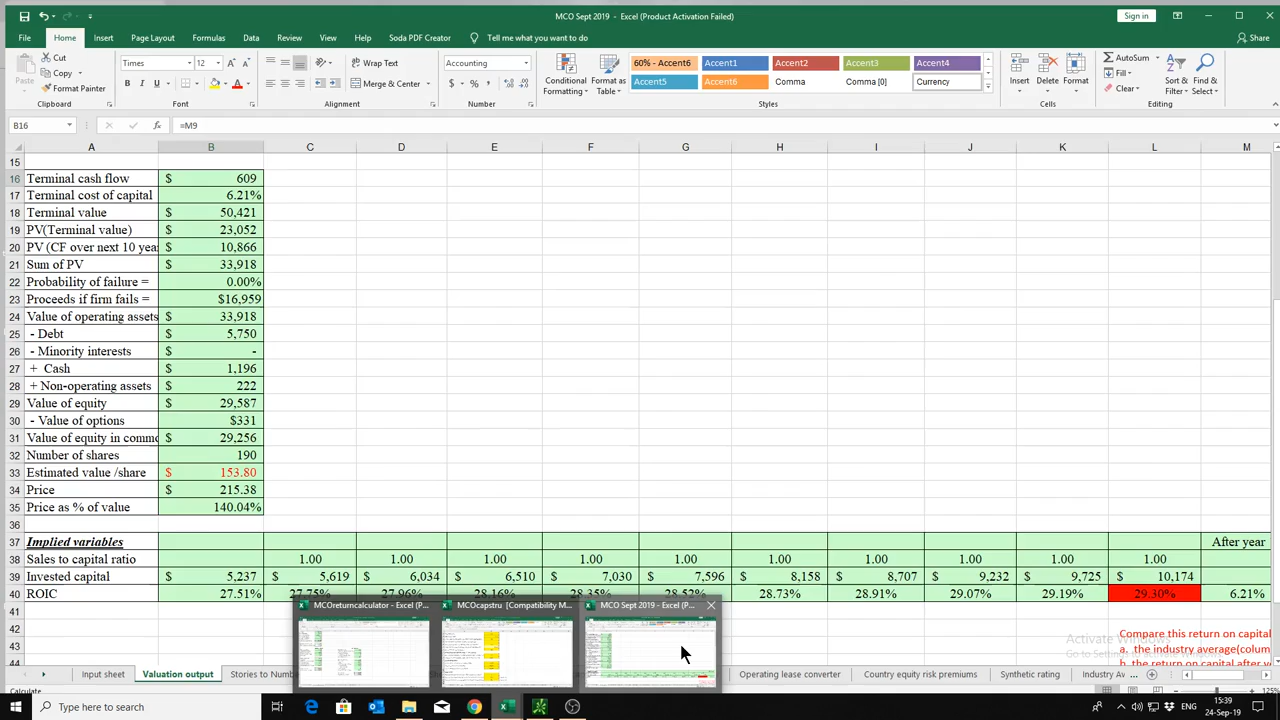 MCO Sept 2019 - Excel (Product Activation Failed)
Sign in
File Home Insert Page Layout Formulas Data Review View Help Soda PDF Creator Tell me what you want to do Share
Cut
Copy
Format Painter
Paste
Clipboard
Times 12
B I U
Font
Wrap Text
Merge & Center
Alignment
Accounting
$ % ,
Number
Conditional Formatting
Format as Table
60% - Accent6 Accent1 Accent2 Accent3 Accent4
Accent5 Accent6 Comma Comma [0] Currency
Styles
Insert Delete Format
Cells
AutoSum
Fill
Clear
Sort & Filter
Find & Select
Editing
B16 fx =M9
A B C D E F G H I J K L M
15
16 Terminal cash flow $ 609
17 Terminal cost of capital 6.21%
18 Terminal value $ 50,421
19 PV(Terminal value) $ 23,052
20 PV (CF over next 10 yea $ 10,866
21 Sum of PV $ 33,918
22 Probability of failure = 0.00%
23 Proceeds if firm fails = $16,959
24 Value of operating assets $ 33,918
25 - Debt $ 5,750
26 - Minority interests $ -
27 + Cash $ 1,196
28 + Non-operating assets $ 222
29 Value of equity $ 29,587
30 - Value of options $331
31 Value of equity in commo $ 29,256
32 Number of shares 190
33 Estimated value /share $ 153.80
34 Price $ 215.38
35 Price as % of value 140.04%
36
37 Implied variables After year
38 Sales to capital ratio 1.00 1.00 1.00 1.00 1.00 1.00 1.00 1.00 1.00 1.00
39 Invested capital $ 5,237 $ 5,619 $ 6,034 $ 6,510 $ 7,030 $ 7,596 $ 8,158 $ 8,707 $ 9,232 $ 9,725 $ 10,174
40 ROIC 27.51% 27.75% 27.96% 28.16% 28.35% 28.52% 28.73% 28.91% 29.07% 29.19% 29.30% 6.21%
41
42
43
44
Compare this return on capital
a. the industry average(colum
b. the return on capital after y
Activate Windows
Go to Settings
MCOreturncalculator - Excel (P...
MCOcapstru [Compatibility M...
MCO Sept 2019 - Excel (P...
Input sheet Valuation output Stories to Numb Operating lease converter Country equity risk premiums Synthetic rating Industry Av
Calculate
125%
Type here to search
15:39
24-Sep-19